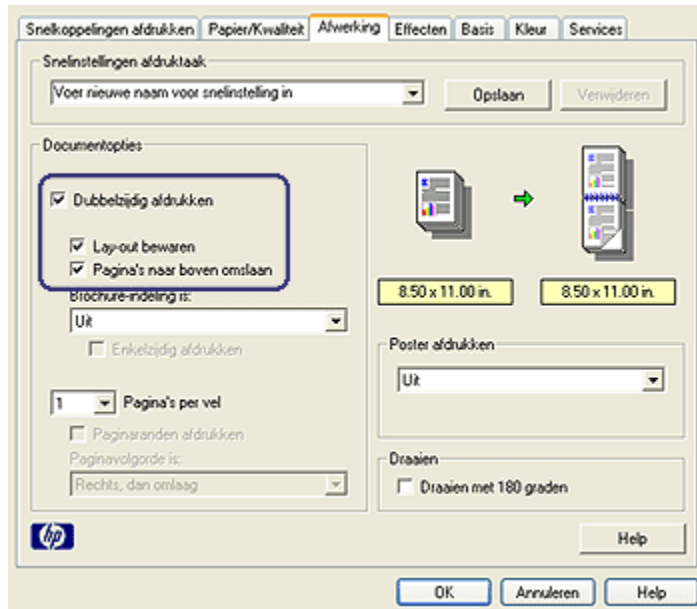 Snelkoppelingen afdrukken Papier/Kwaliteit Afwerking Effecten Basis Kleur Services
Snelinstellingen afdruktaak
Voer nieuwe naam voor snelinstelling in Opslaan Verwijderen
Documentopties
Dubbelzijdig afdrukken
Lay-out bewaren
Pagina's naar boven omslaan
Brochure-indeling is:
8.50 x 11.00 in. 8.50 x 11.00 in.
Uit
Enkelzijdig afdrukken
Poster afdrukken
Uit
1 Pagina's per vel
Paginaranden afdrukken
Paginavolgorde is:
Rechts, dan omlaag
Draaien
Draaien met 180 graden
hp
Help
OK Annuleren Help